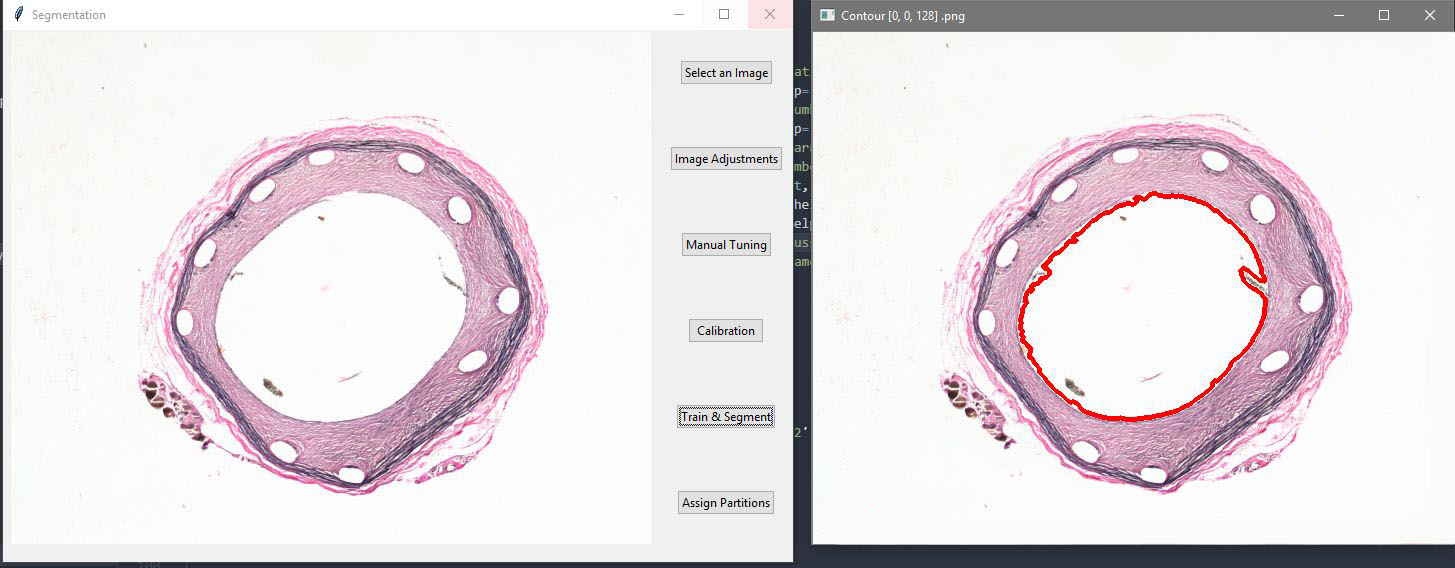 Segmentation
Contour [0, 0, 128] .png
Select an Image
Image Adjustments
Manual Tuning
Calibration
Train & Segment
Assign Partitions
at
p=
um
p=
ar
mb
t,
he
el
us
am
2'